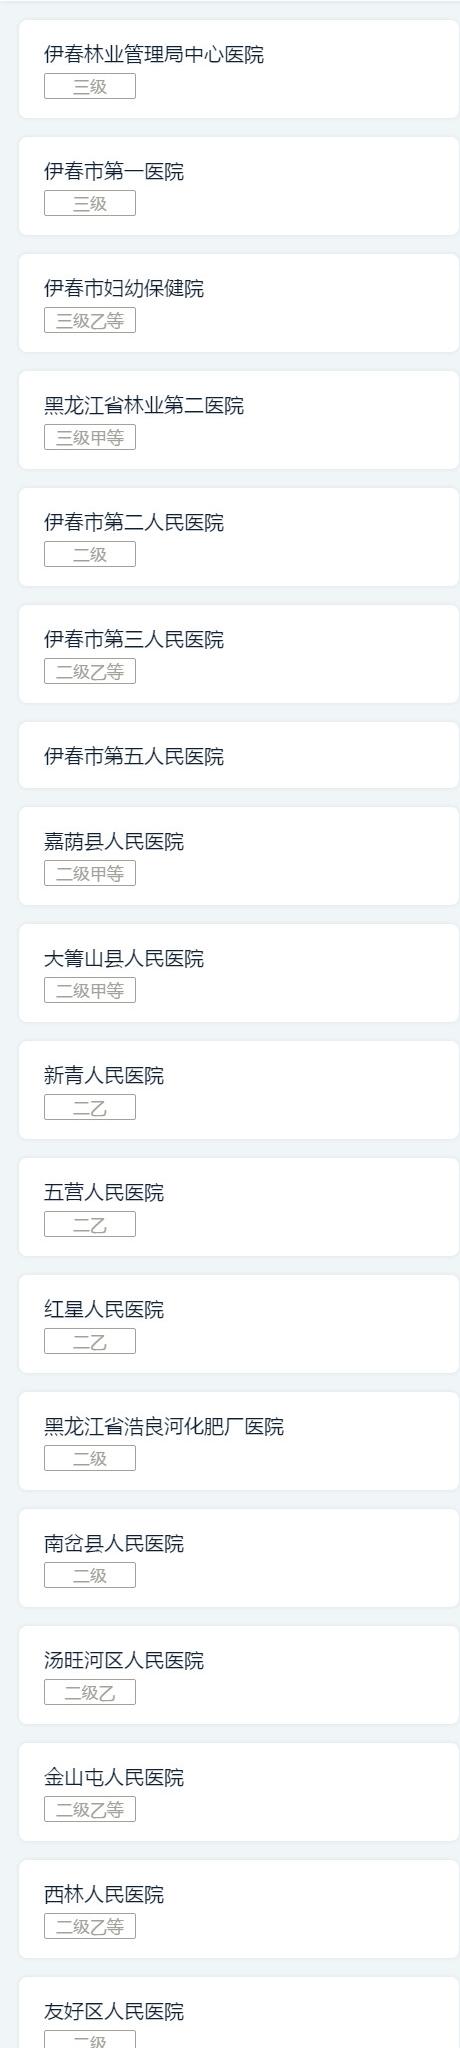 伊春林业管理局中心医院
三级
伊春市第一医院
三级
伊春市妇幼保健院
三级乙等
黑龙江省林业第二医院
三级甲等
伊春市第二人民医院
二级
伊春市第三人民医院
二级乙等
伊春市第五人民医院
嘉荫县人民医院
二级甲等
大箐山县人民医院
二级甲等
新青人民医院
二乙
五营人民医院
二乙
红星人民医院
二乙
黑龙江省浩良河化肥厂医院
二级
南岔县人民医院
二级
汤旺河区人民医院
二级乙
金山屯人民医院
二级乙等
西林人民医院
二级乙等
友好区人民医院
二级